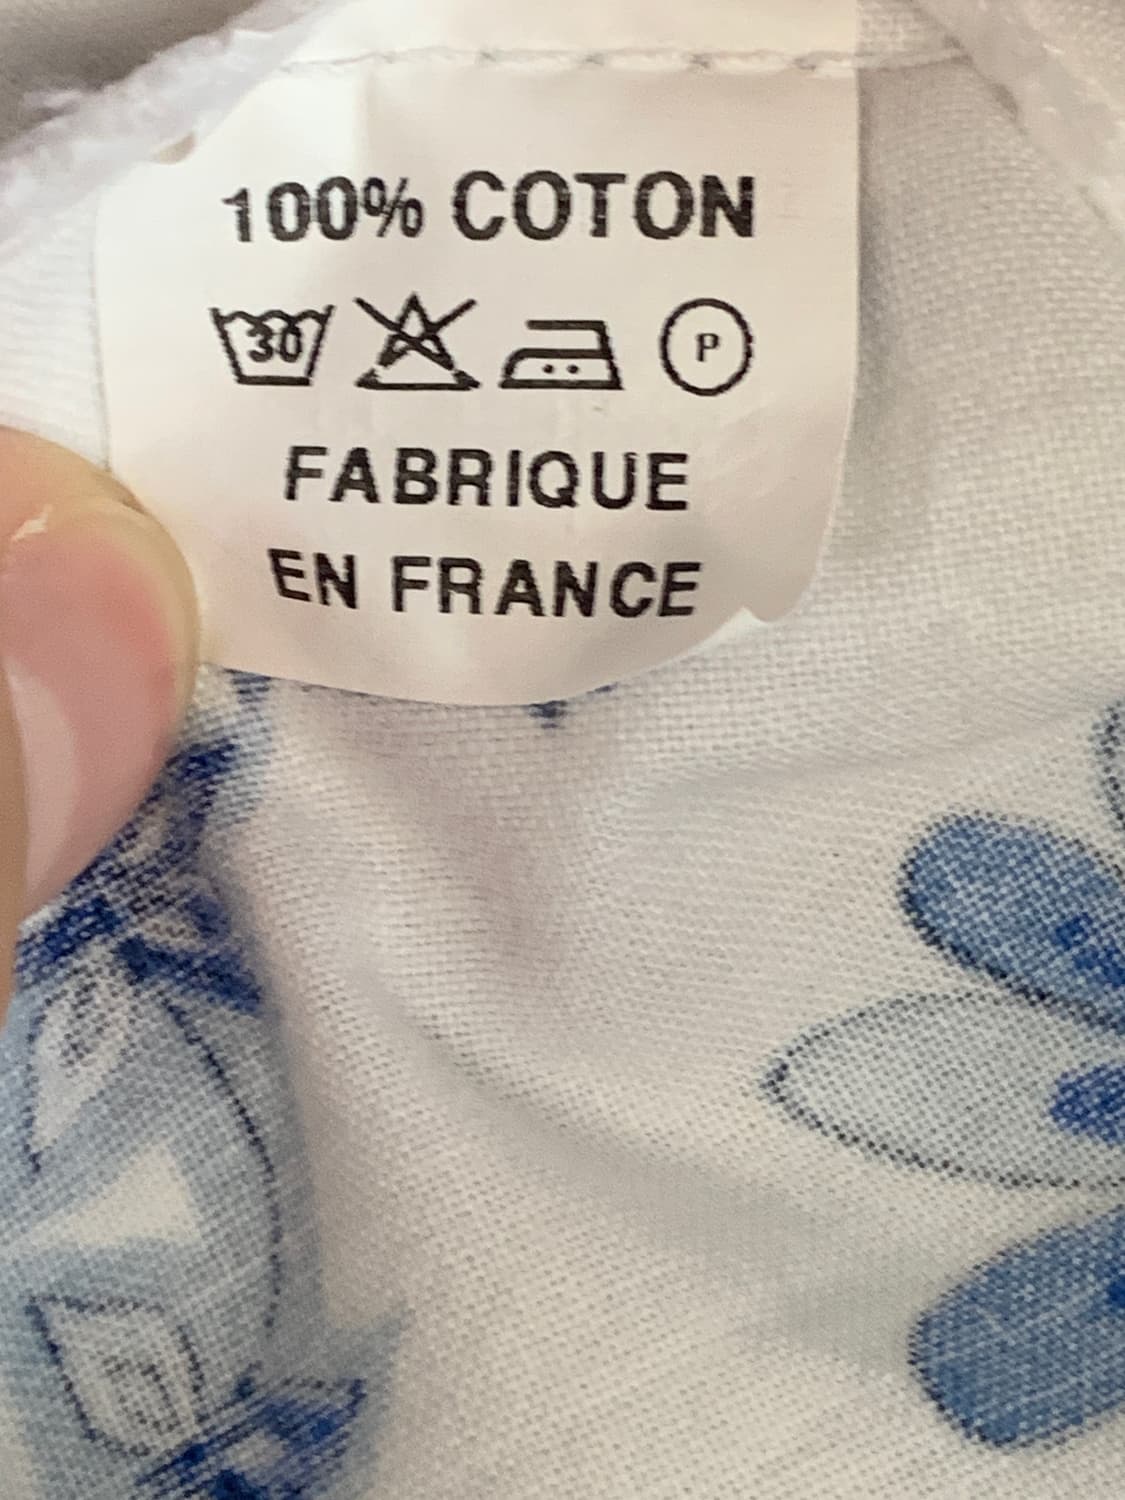 100% COTON
30 P
FABRIQUE
EN FRANCE